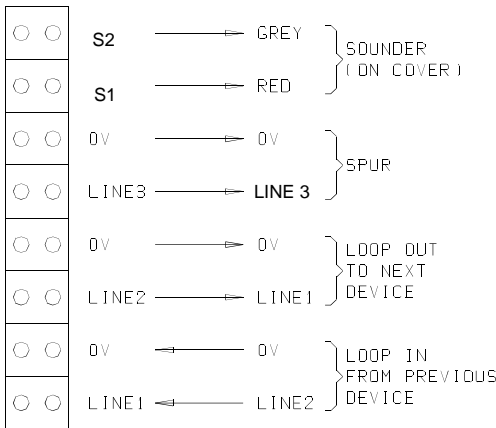 S2 GREY
SOUNDER
(ON COVER)
S1 RED
0V 0V
SPUR
LINE3 LINE 3
0V 0V
LOOP OUT
TO NEXT
DEVICE
LINE2 LINE1
0V 0V
LOOP IN
FROM PREVIOUS
DEVICE
LINE1 LINE2